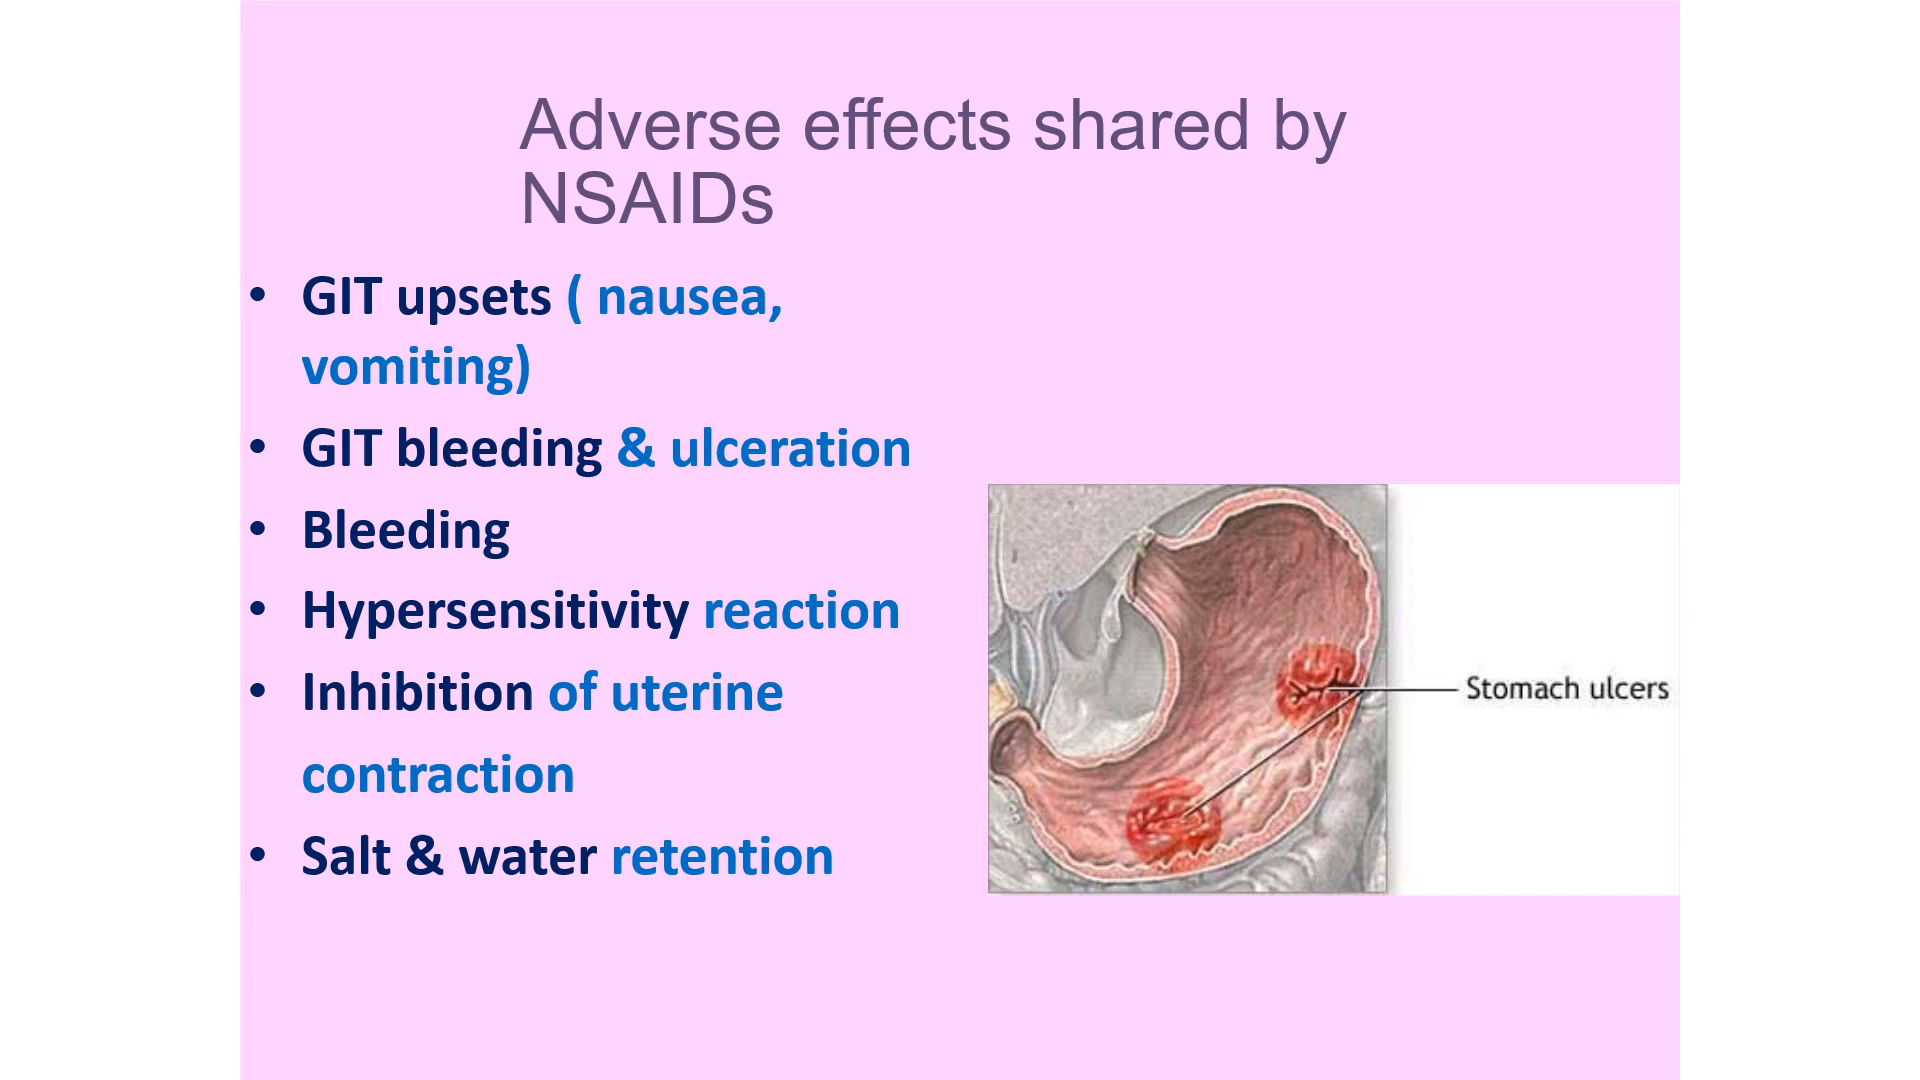 Adverse effects shared by
NSAIDs
• GIT upsets ( nausea,
vomiting)
• GIT bleeding & ulceration
• Bleeding
• Hypersensitivity reaction
• Inhibition of uterine
contraction
• Salt & water retention
Stomach ulcers